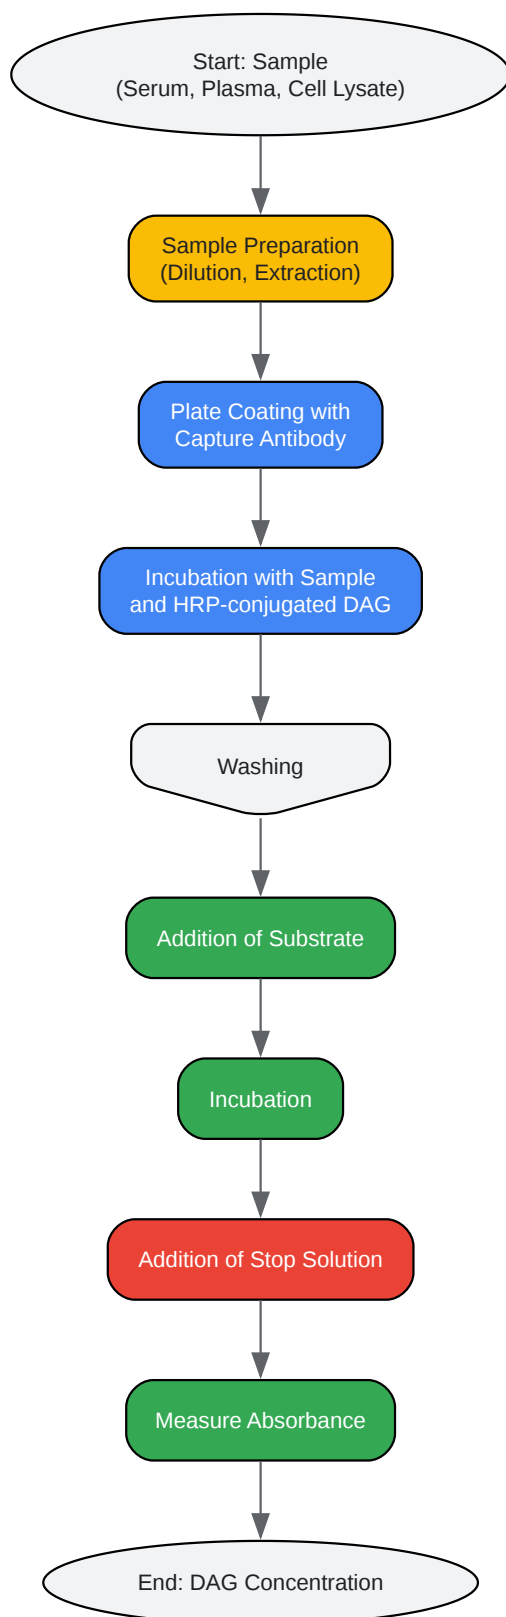 Start: Sample
(Serum, Plasma, Cell Lysate)
Sample Preparation
(Dilution, Extraction)
Plate Coating with
Capture Antibody
Incubation with Sample
and HRP-conjugated DAG
Washing
Addition of Substrate
Incubation
Addition of Stop Solution
Measure Absorbance
End: DAG Concentration